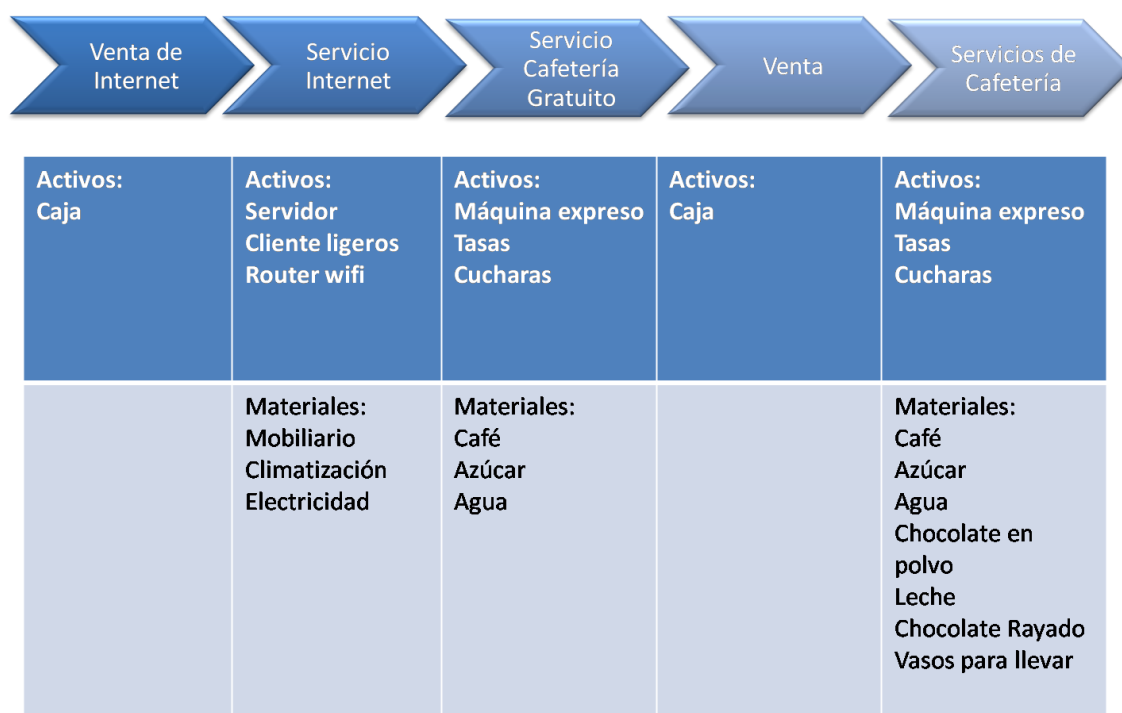 Venta de
Internet
Servicio
Internet
Servicio
Cafetería
Gratuito
Venta
Servicios de
Cafetería
Activos:
Caja
Activos:
Servidor
Cliente ligeros
Router wifi
Activos:
Máquina expreso
Tasas
Cucharas
Activos:
Caja
Activos:
Máquina expreso
Tasas
Cucharas
Materiales:
Mobiliario
Climatización
Electricidad
Materiales:
Café
Azúcar
Agua
Materiales:
Café
Azúcar
Agua
Chocolate en
polvo
Leche
Chocolate Rayado
Vasos para llevar